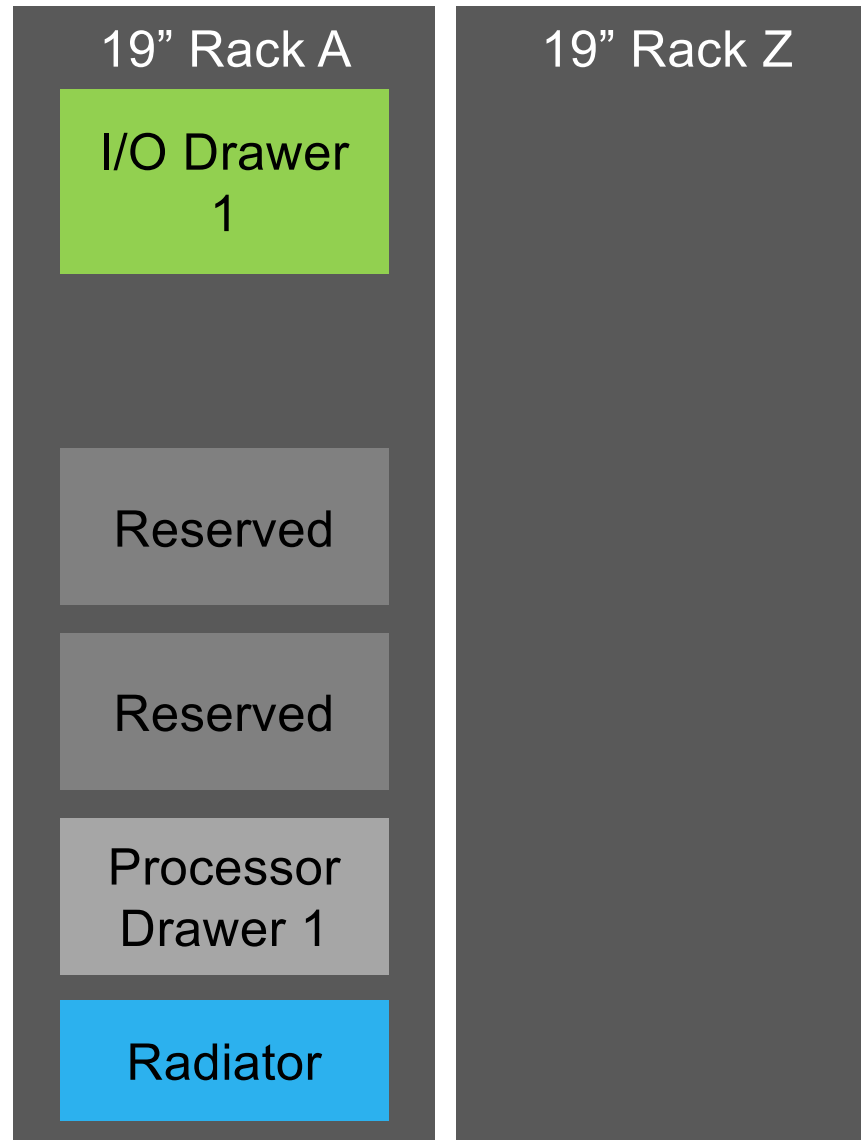 19” Rack A
19” Rack Z
I/O Drawer
1
Reserved
Reserved
Processor
Drawer 1
Radiator